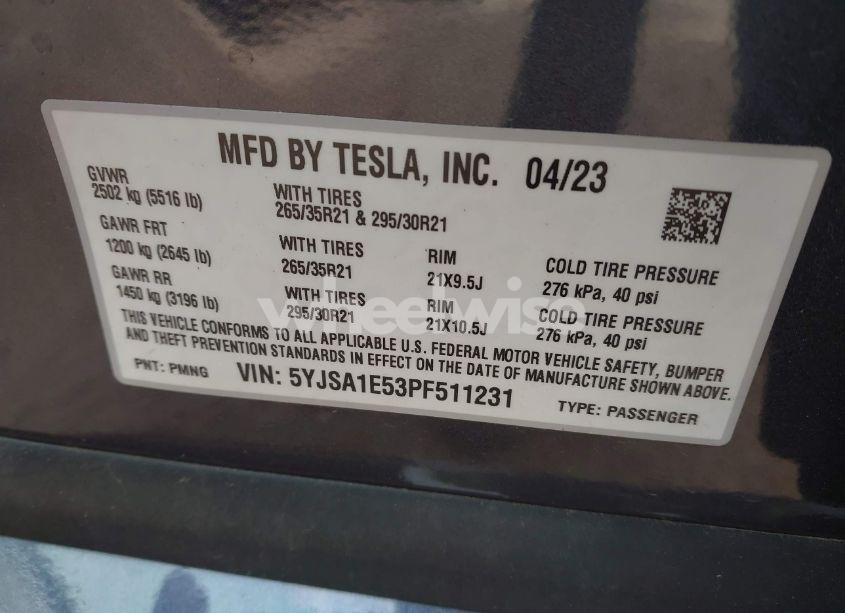 MFD BY TESLA, INC. 04/23
GVWR
2502 kg (5516 lb)
WITH TIRES
265/35R21 & 295/30R21
GAWR FRT
1200 kg (2645 lb)
WITH TIRES
265/35R21
RIM
21X9.5J
COLD TIRE PRESSURE
276 kPa, 40 psi
GAWR RR
1450 kg (3196 lb)
WITH TIRES
295/30R21
RIM
21X10.5J
COLD TIRE PRESSURE
276 kPa, 40 psi
THIS VEHICLE CONFORMS TO ALL APPLICABLE U.S. FEDERAL MOTOR VEHICLE SAFETY, BUMPER
AND THEFT PREVENTION STANDARDS IN EFFECT ON THE DATE OF MANUFACTURE SHOWN ABOVE.
PNT: PMNG VIN: 5YJSA1E53PF511231 TYPE: PASSENGER
wheelwise